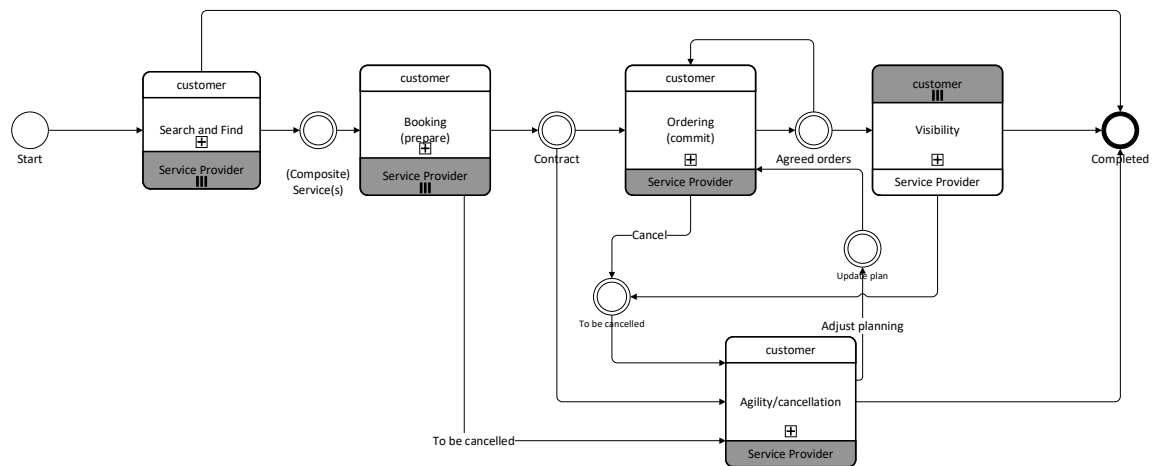 customer
Search and Find
Service Provider
Start
(Composite)
Service(s)
customer
Booking
(prepare)
Service Provider
Contract
customer
Ordering
(commit)
Service Provider
Agreed orders
customer
Visibility
Service Provider
Completed
Cancel
Update plan
To be cancelled
Adjust planning
customer
Agility/cancellation
Service Provider
To be cancelled